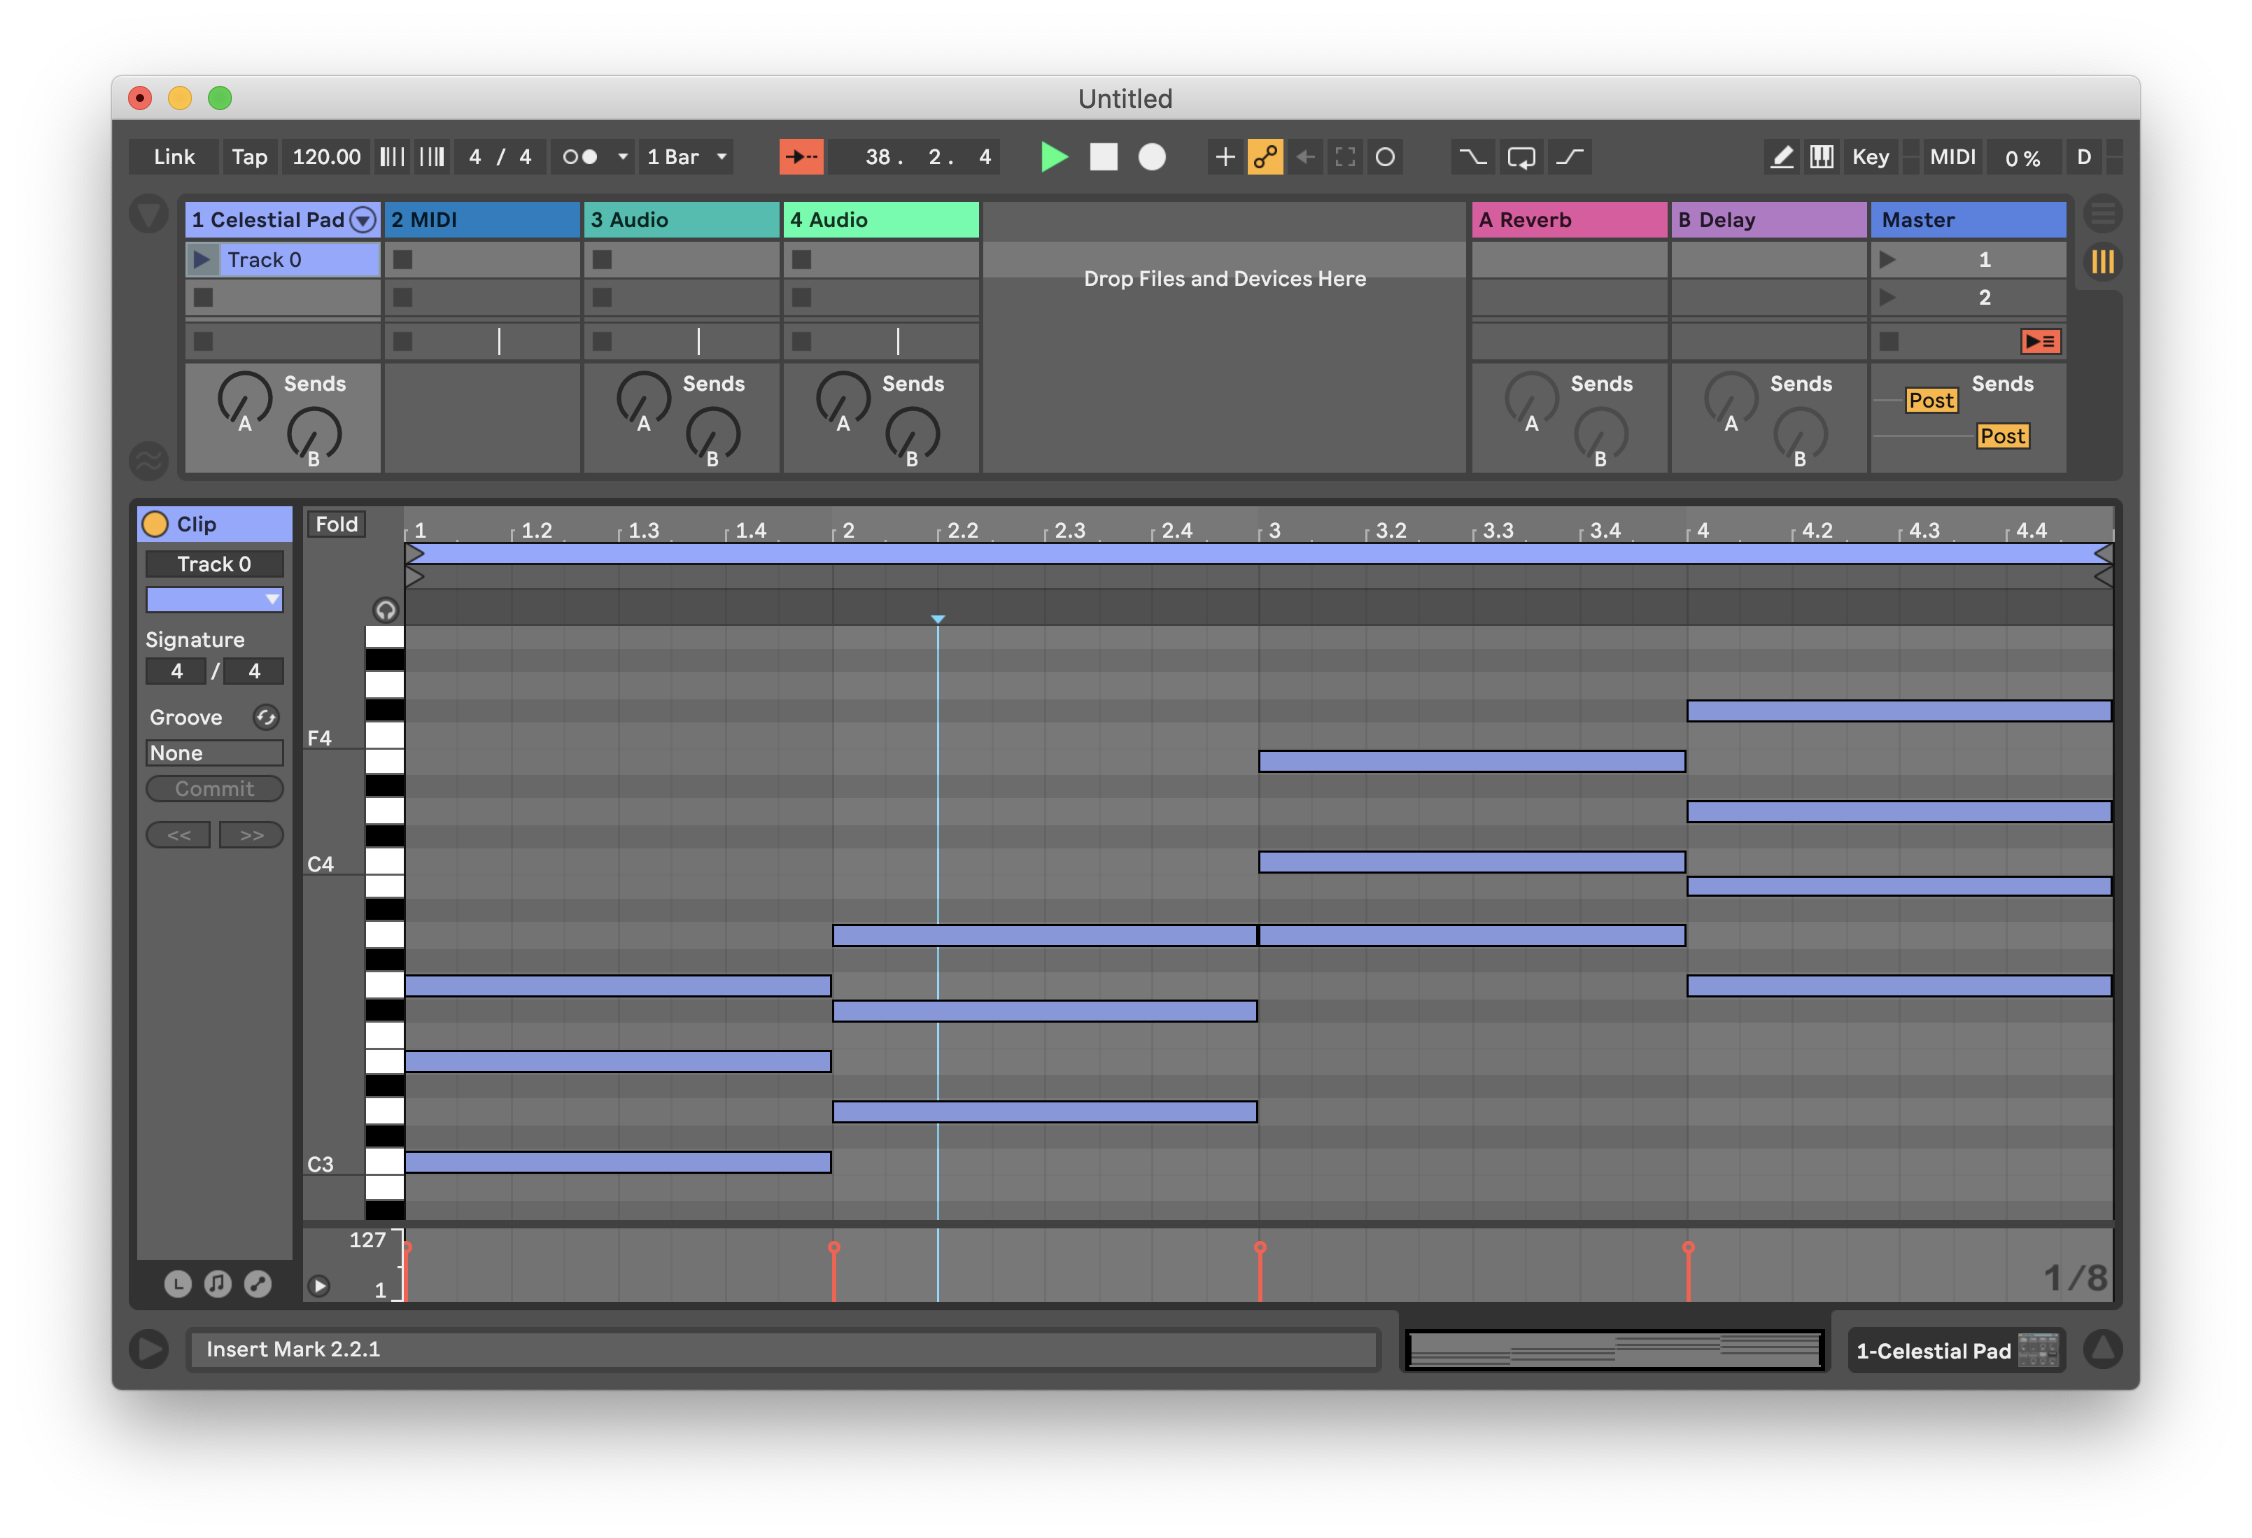 Untitled
Link Tap 120.00 4 / 4 1 Bar 38. 2. 4 Key MIDI 0 % D
1 Celestial Pad 2 MIDI 3 Audio 4 Audio A Reverb B Delay Master
Track 0 1
Drop Files and Devices Here
2
Sends Sends Sends Sends Sends Sends
A A A A A Post
B B B B B Post
Clip Fold 1 1.2 1.3 1.4 2 2.2 2.3 2.4 3 3.2 3.3 3.4 4 4.2 4.3 4.4
Track 0
Signature
4 / 4
Groove
F4
None
Commit
<< >>
C4
C3
127
1
L
1/8
Insert Mark 2.2.1
1-Celestial Pad